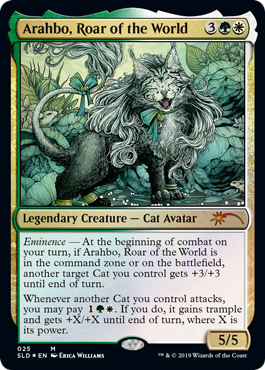 Arahbo, Roar of the World 3
Legendary Creature — Cat Avatar
Eminence — At the beginning of combat
on your turn, if Arahbo, Roar of the World is
in the command zone or on the battlefield,
another target Cat you control gets +3/+3
until end of turn.
Whenever another Cat you control attacks,
you may pay 1. If you do, it gains trample
and gets +X/+X until end of turn, where X is
its power.
5/5
025 M
SLD ★ EN Erica Williams
™ & © 2019 Wizards of the Coast